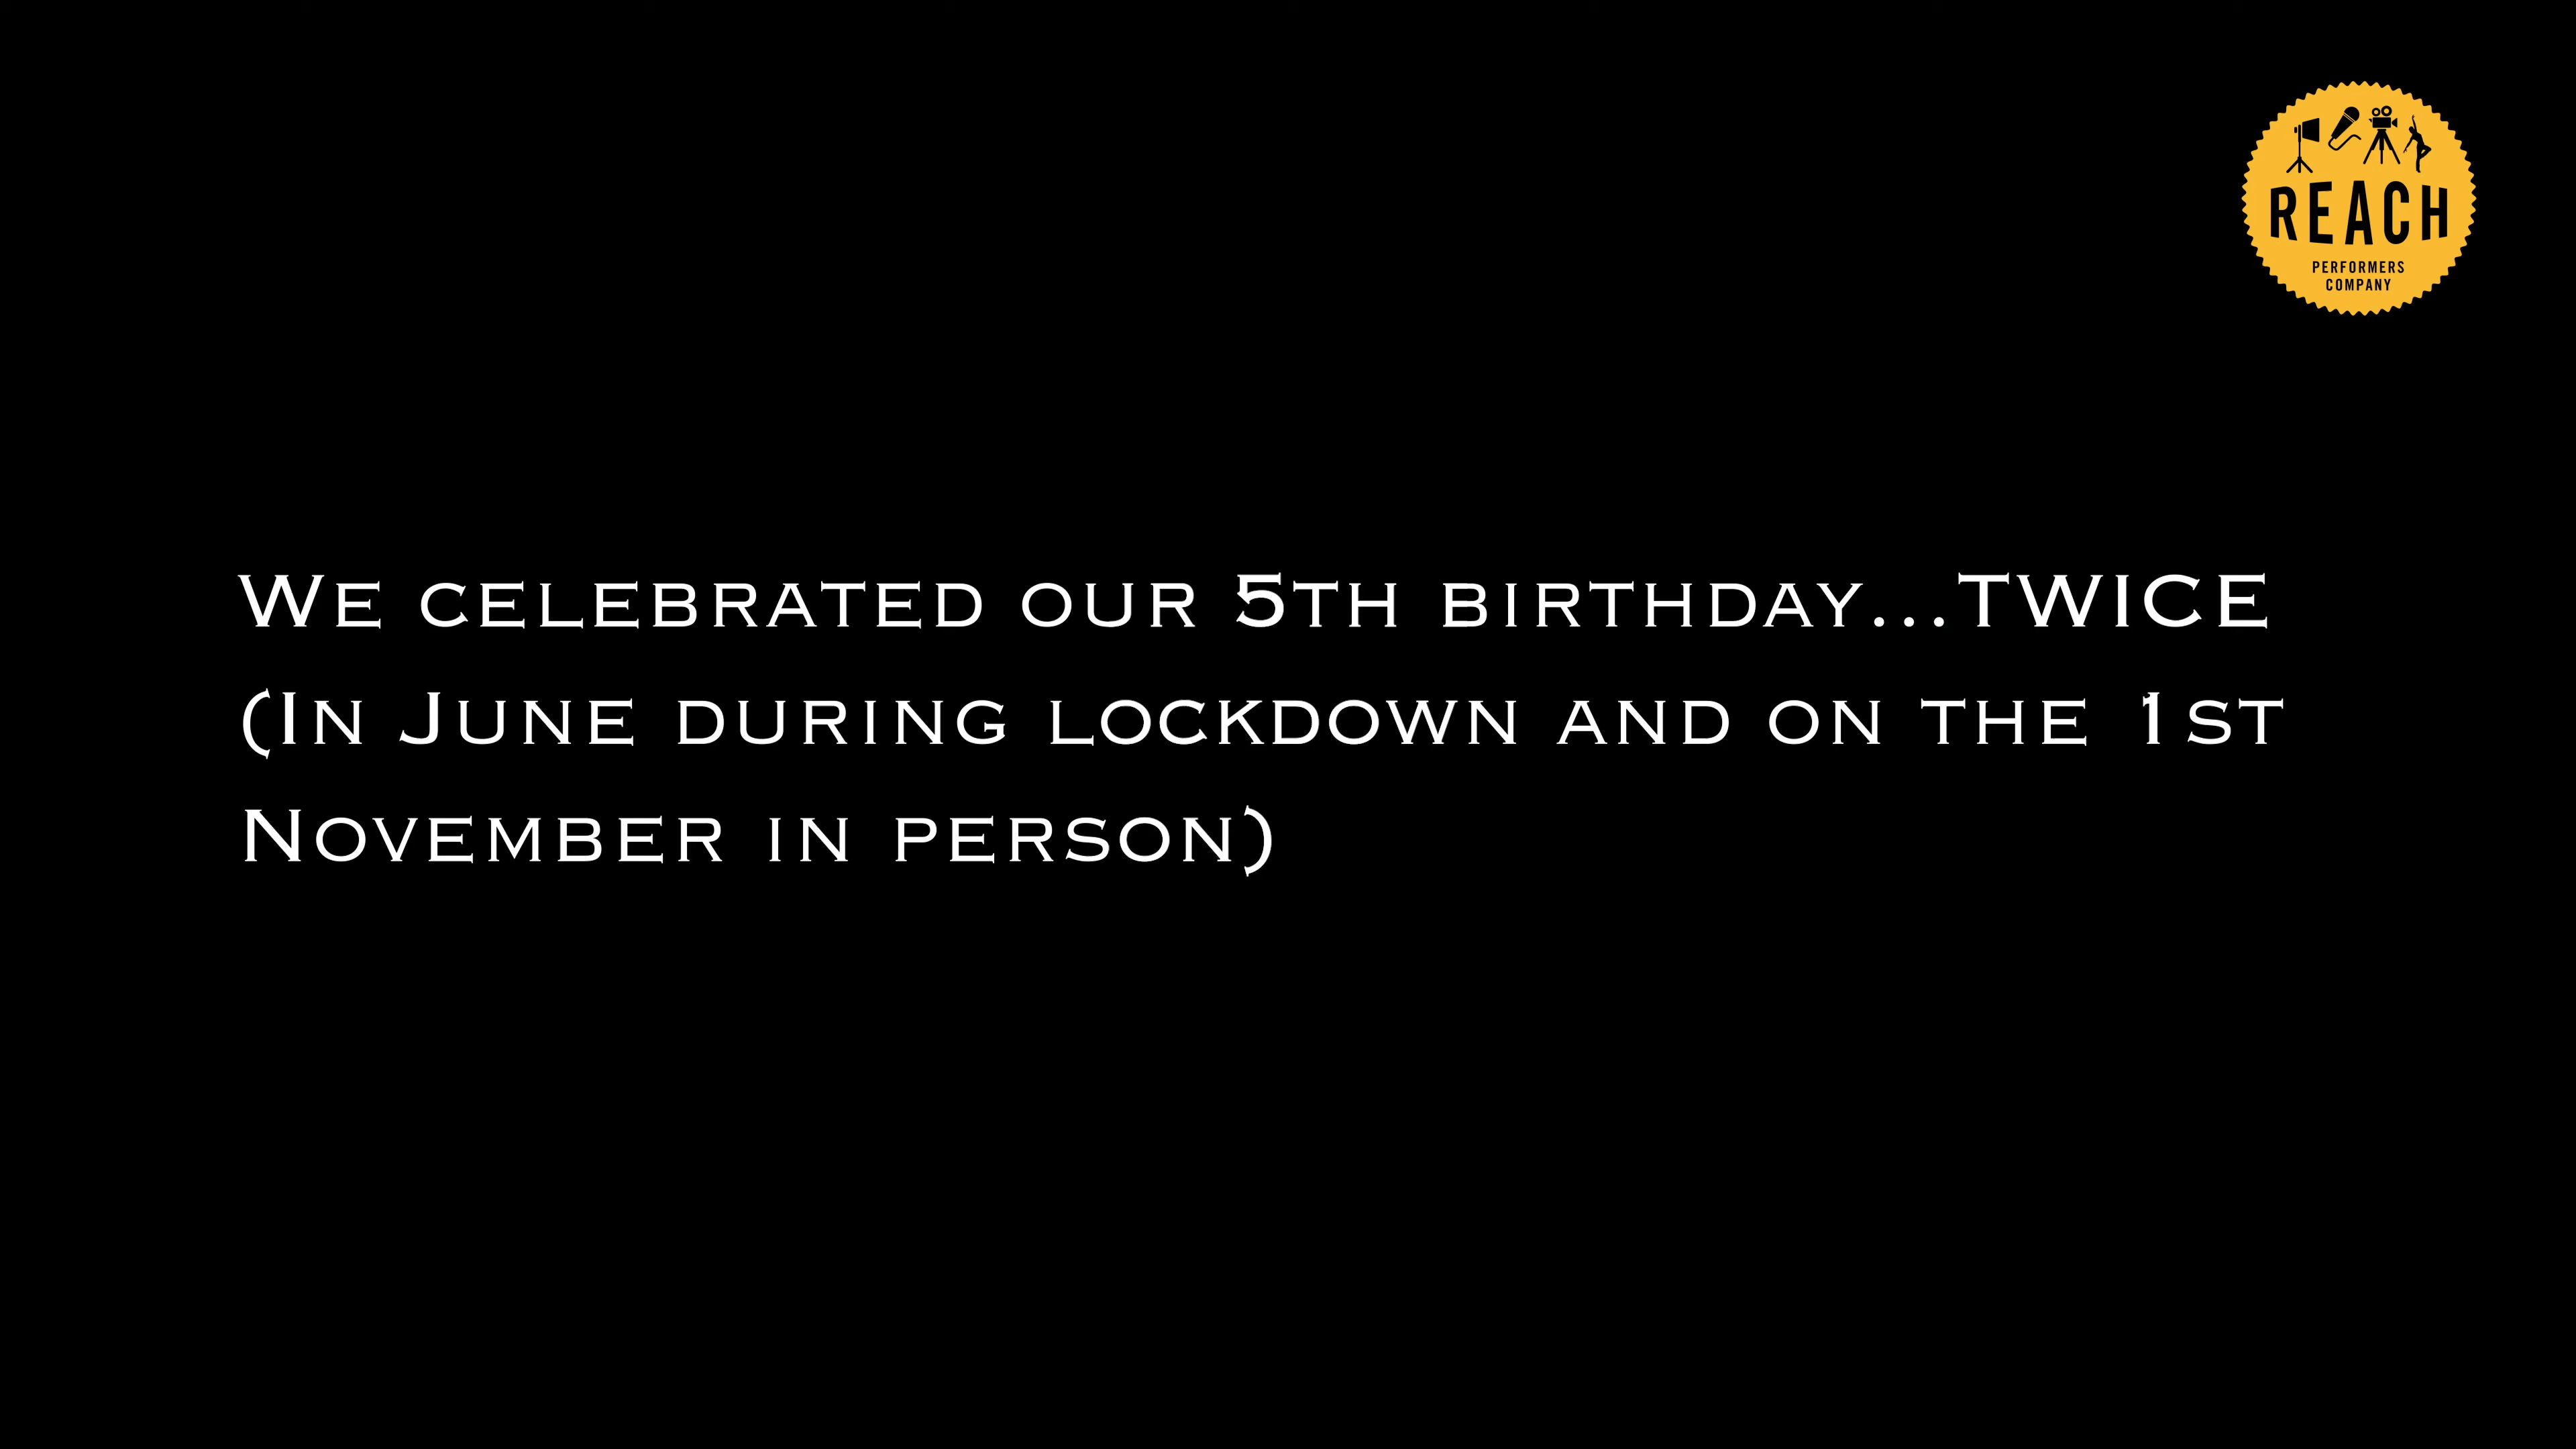 REACH
PERFORMERS
COMPANY
We celebrated our 5th birthday...TWICE
(In June during lockdown and on the 1st
November in person)